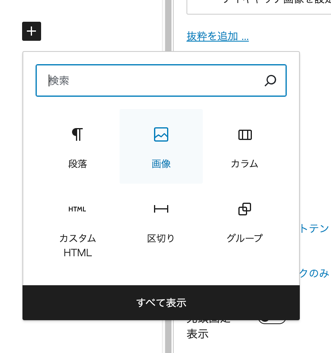 抜粋を追加 ...
検索
段落
画像
カラム
HTML
カスタム
HTML
区切り
グループ
トテン
クのみ
すべて表示
表示